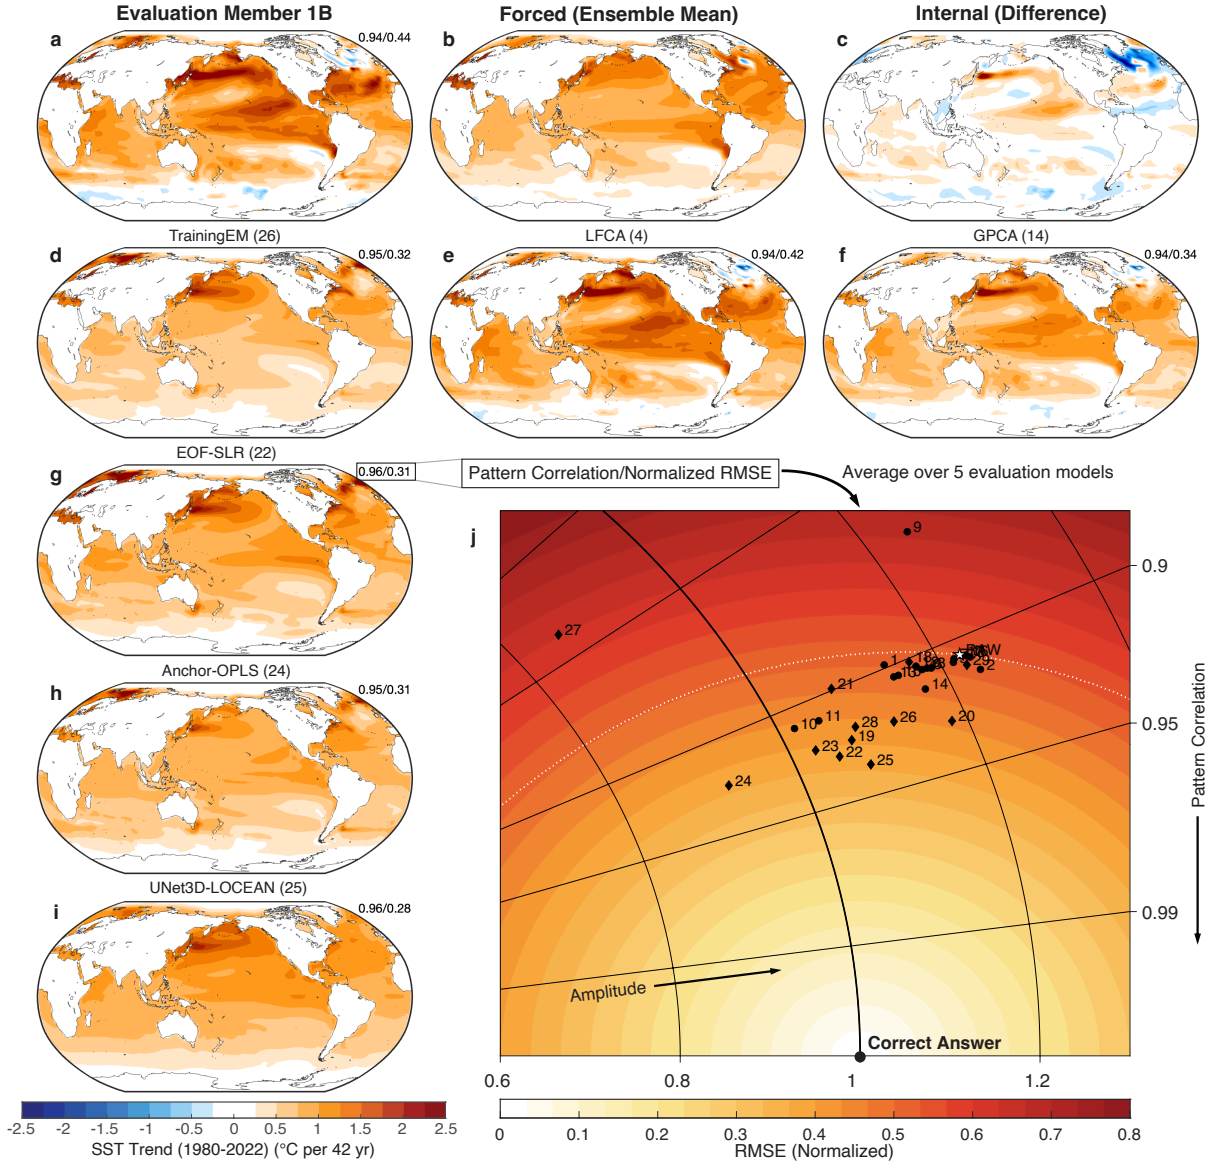 Evaluation Member 1B
Forced (Ensemble Mean)
Internal (Difference)
a
0.94/0.44
b
c
TrainingEM (26)
LFCA (4)
GPCA (14)
d
0.95/0.32
e
0.94/0.42
f
0.94/0.34
EOF-SLR (22)
g
0.96/0.31
Pattern Correlation/Normalized RMSE
Average over 5 evaluation models
Anchor-OPLS (24)
h
0.95/0.31
UNet3D-LOCEAN (25)
i
0.96/0.28
-2.5 -2 -1.5 -1 -0.5 0 0.5 1 1.5 2 2.5
SST Trend (1980-2022) (°C per 42 yr)
j
9
27
RAW
1
18
29
2
13
14
21
10
11
28
26
20
19
23
22
25
24
0.9
0.95
0.99
Pattern Correlation
Amplitude
Correct Answer
0.6 0.8 1 1.2
0 0.1 0.2 0.3 0.4 0.5 0.6 0.7 0.8
RMSE (Normalized)